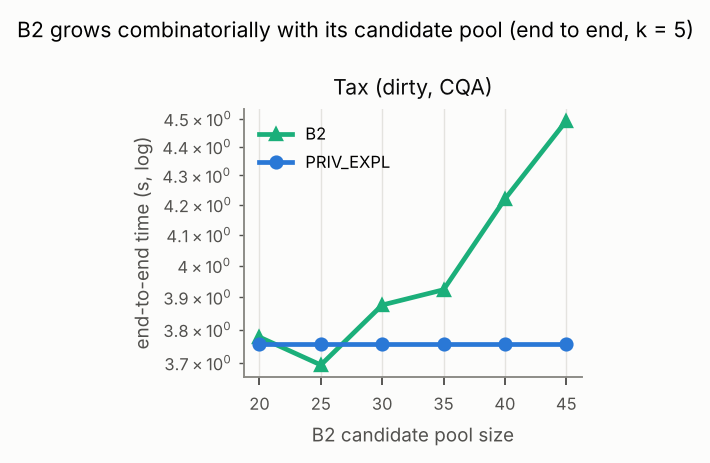 B2 grows combinatorially with its candidate pool (end to end, k = 5)
Tax (dirty, CQA)
end-to-end time (s, log)
4.5 × 10⁰
4.4 × 10⁰
4.3 × 10⁰
4.2 × 10⁰
4.1 × 10⁰
4 × 10⁰
3.9 × 10⁰
3.8 × 10⁰
3.7 × 10⁰
B2
PRIV_EXPL
20 25 30 35 40 45
B2 candidate pool size